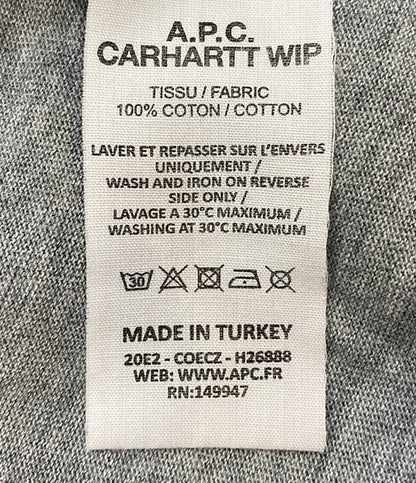 A.P.C.
CARHARTT WIP
TISSU / FABRIC
100% COTON / COTTON
LAVER ET REPASSER SUR L'ENVERS
UNIQUEMENT /
WASH AND IRON ON REVERSE
SIDE ONLY /
LAVAGE A 30°C MAXIMUM /
WASHING AT 30°C MAXIMUM
30
MADE IN TURKEY
20E2 - COECZ - H26888
WEB: WWW.APC.FR
RN:149947